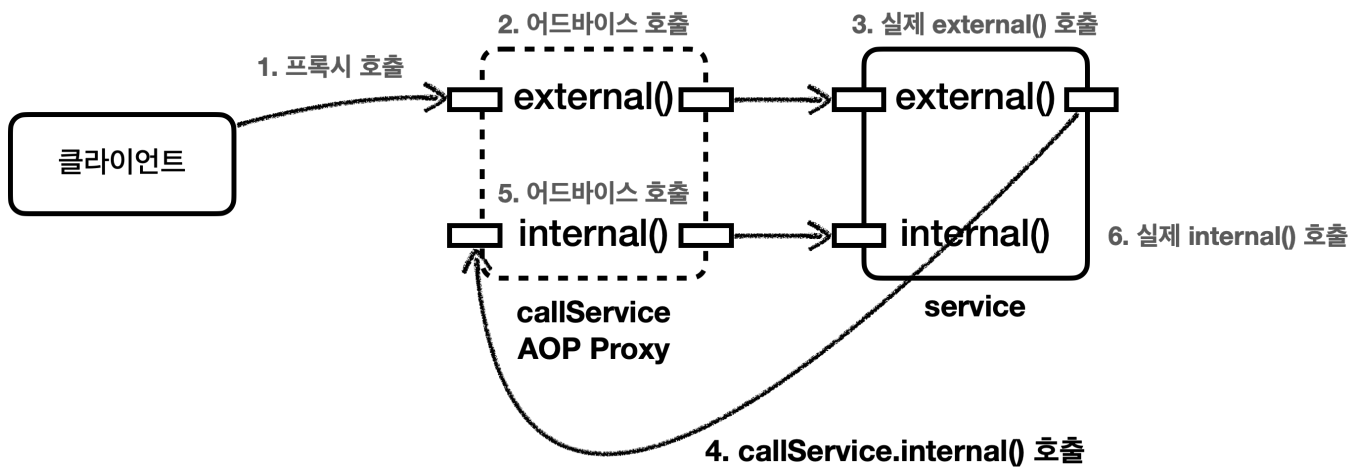 2. 어드바이스 호출
3. 실제 external() 호출
1. 프록시 호출
external()
external()
클라이언트
5. 어드바이스 호출
internal()
internal()
6. 실제 internal() 호출
callService
AOP Proxy
service
4. callService.internal() 호출